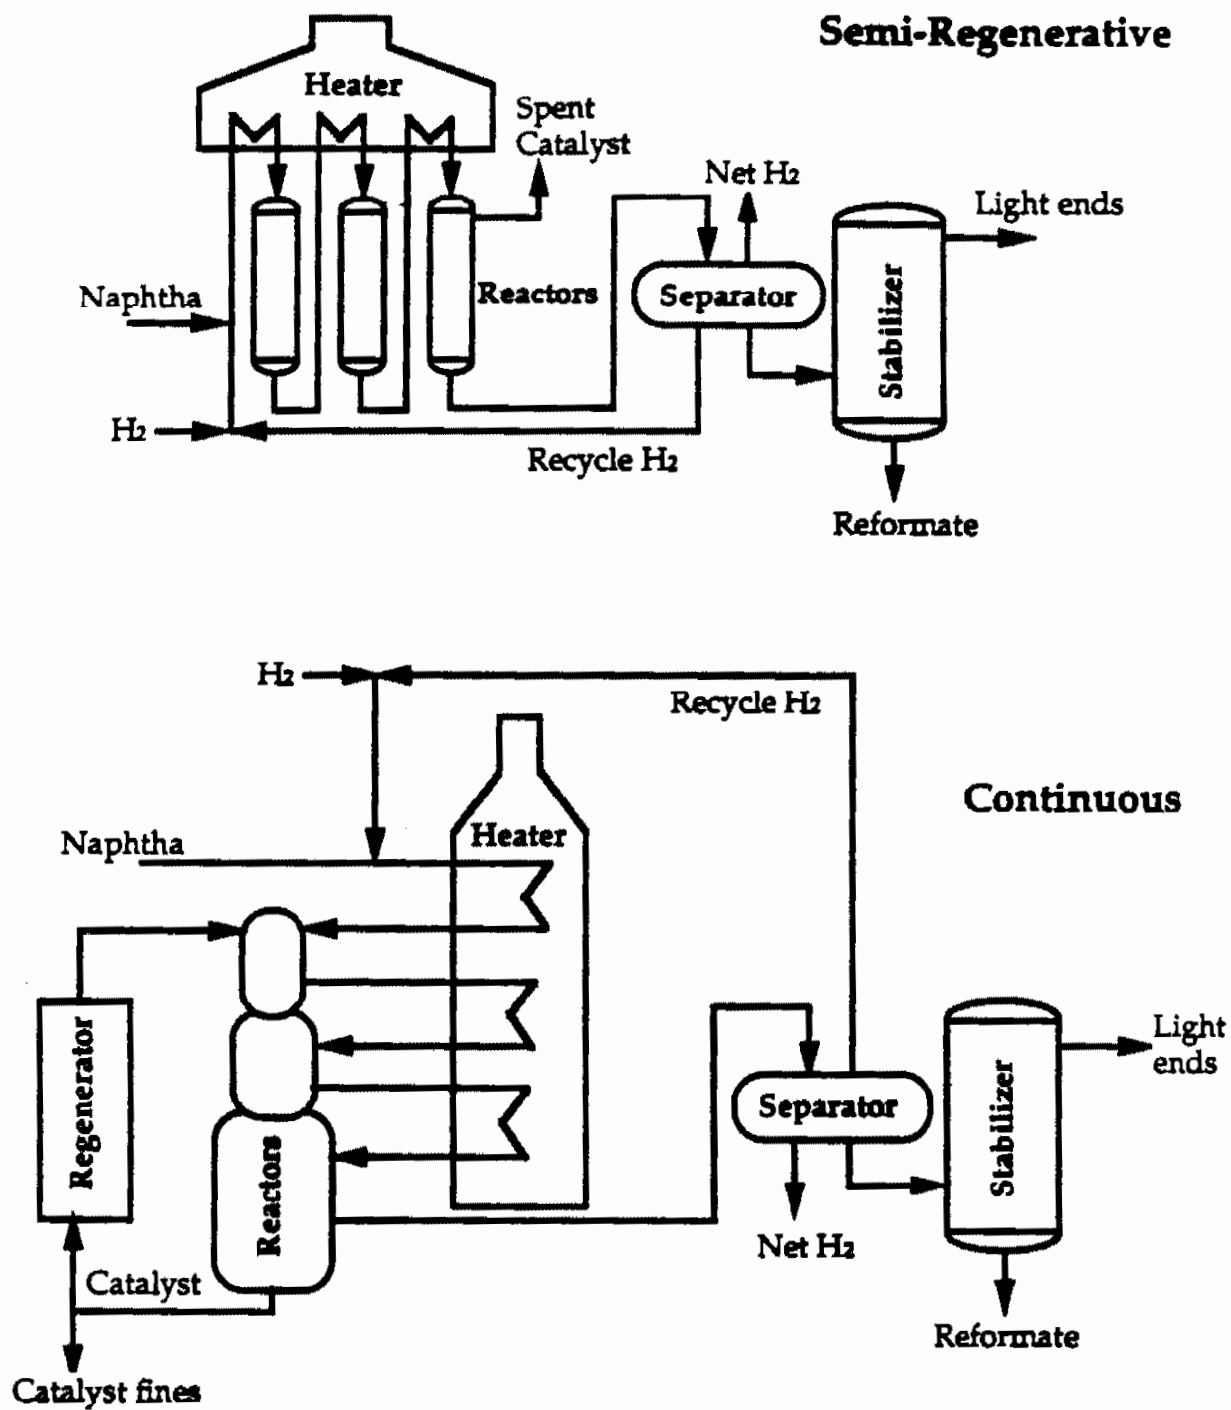 Semi-Regenerative
Heater
Spent
Catalyst
Net H₂
Light ends
Naphtha
Reactors
Separator
Stabilizer
H₂
Recycle H₂
Reformate
H₂
Recycle H₂
Continuous
Naphtha
Heater
Regenerator
Reactors
Separator
Stabilizer
Light
ends
Net H₂
Catalyst
Reformate
Catalyst fines